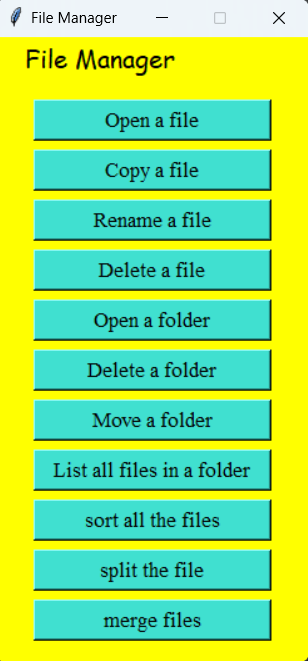 File Manager
File Manager
Open a file
Copy a file
Rename a file
Delete a file
Open a folder
Delete a folder
Move a folder
List all files in a folder
sort all the files
split the file
merge files